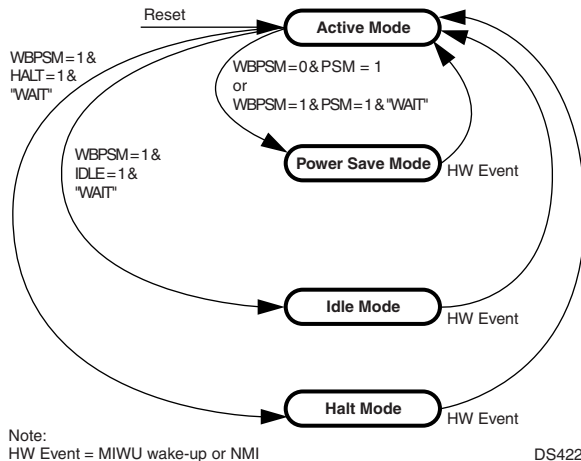 Reset
Active Mode
WBPSM = 1 &
HALT = 1 &
"WAIT"
WBPSM = 0 & PSM = 1
or
WBPSM = 1 & PSM = 1 & "WAIT"
WBPSM = 1 &
IDLE = 1 &
"WAIT"
Power Save Mode
HW Event
Idle Mode
HW Event
Halt Mode
HW Event
Note:
HW Event = MIWU wake-up or NMI
DS422